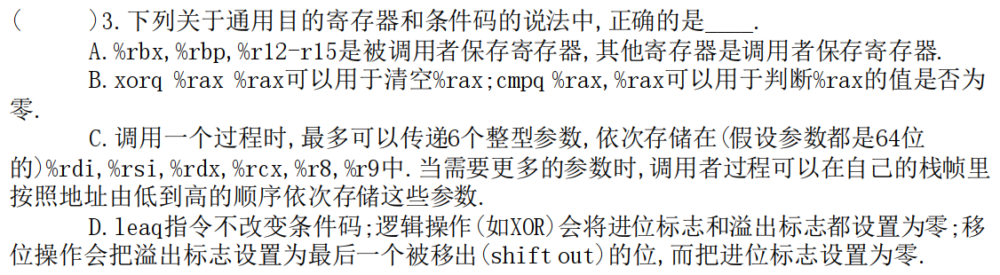 (      )3.下列关于通用目的寄存器和条件码的说法中,正确的是____.
A.%rbx,%rbp,%r12-r15是被调用者保存寄存器,其他寄存器是调用者保存寄存器.
B.xorq %rax %rax可以用于清空%rax;cmpq %rax,%rax可以用于判断%rax的值是否为
零.
C.调用一个过程时,最多可以传递6个整型参数,依次存储在(假设参数都是64位
的)%rdi,%rsi,%rdx,%rcx,%r8,%r9中.当需要更多的参数时,调用者过程可以在自己的栈帧里
按照地址由低到高的顺序依次存储这些参数.
D.leaq指令不改变条件码;逻辑操作(如XOR)会将进位标志和溢出标志都设置为零;移
位操作会把溢出标志设置为最后一个被移出(shift out)的位,而把进位标志设置为零.